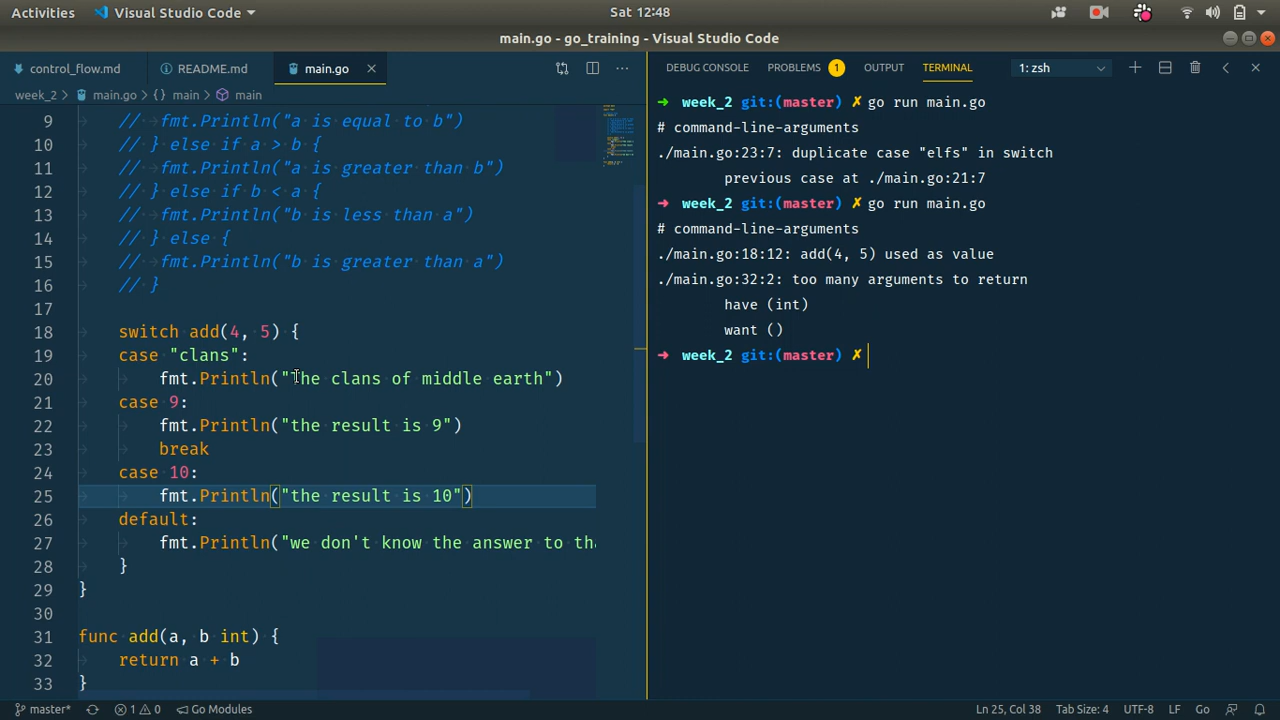 Activities Visual Studio Code Sat 12:48
main.go - go_training - Visual Studio Code
control_flow.md README.md main.go
week_2 > main.go > {} main > main
9 // fmt.Println("a is equal to b")
10 // } else if a > b {
11 // fmt.Println("a is greater than b")
12 // } else if b < a {
13 // fmt.Println("b is less than a")
14 // } else {
15 // fmt.Println("b is greater than a")
16 // }
17
18 switch add(4, 5) {
19 case "clans":
20 fmt.Println("The clans of middle earth")
21 case 9:
22 fmt.Println("the result is 9")
23 break
24 case 10:
25 fmt.Println("the result is 10")
26 default:
27 fmt.Println("we don't know the answer to
28 }
29 }
30
31 func add(a, b int) {
32 return a + b
33 }
DEBUG CONSOLE PROBLEMS 1 OUTPUT TERMINAL 1: zsh
→ week_2 git:(master) ✗ go run main.go
# command-line-arguments
./main.go:23:7: duplicate case "elfs" in switch
previous case at ./main.go:21:7
→ week_2 git:(master) ✗ go run main.go
# command-line-arguments
./main.go:18:12: add(4, 5) used as value
./main.go:32:2: too many arguments to return
have (int)
want ()
→ week_2 git:(master) ✗
master* 1 0 Go Modules Ln 25, Col 38 Tab Size: 4 UTF-8 LF Go